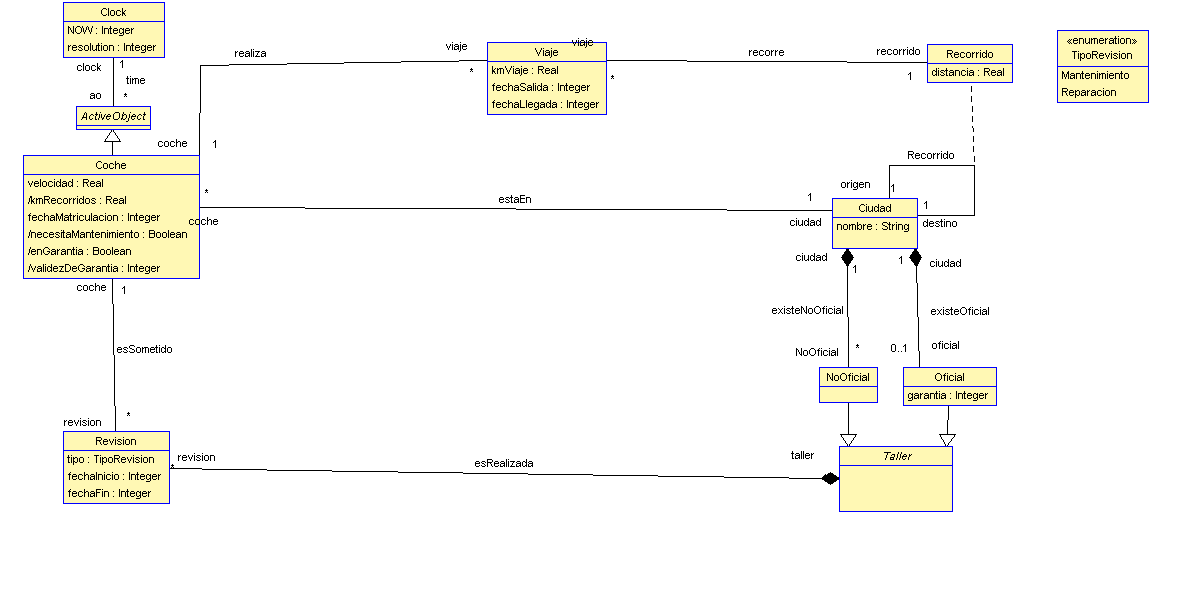 Clock
NOW : Integer
resolution : Integer
clock
1
time
ao
*
ActiveObject
coche
1
realiza
viaje
*
Viaje
viaje
kmViaje : Real
fechaSalida : Integer
fechaLlegada : Integer
*
recorre
recorrido
1
Recorrido
distancia : Real
«enumeration»
TipoRevision
Mantenimiento
Reparacion
Coche
velocidad : Real
/kmRecorridos : Real
fechaMatriculacion : Integer
/necesitaMantenimiento : Boolean
/enGarantia : Boolean
/validezDeGarantia : Integer
*
coche
estaEn
1
ciudad
Recorrido
origen
1
1
destino
Ciudad
nombre : String
ciudad
1
1
ciudad
existeNoOficial
existeOficial
NoOficial
*
0..1
oficial
NoOficial
Oficial
garantia : Integer
coche
1
esSometido
*
revision
Revision
tipo : TipoRevision
fechaInicio : Integer
fechaFin : Integer
*
revision
esRealizada
taller
Taller